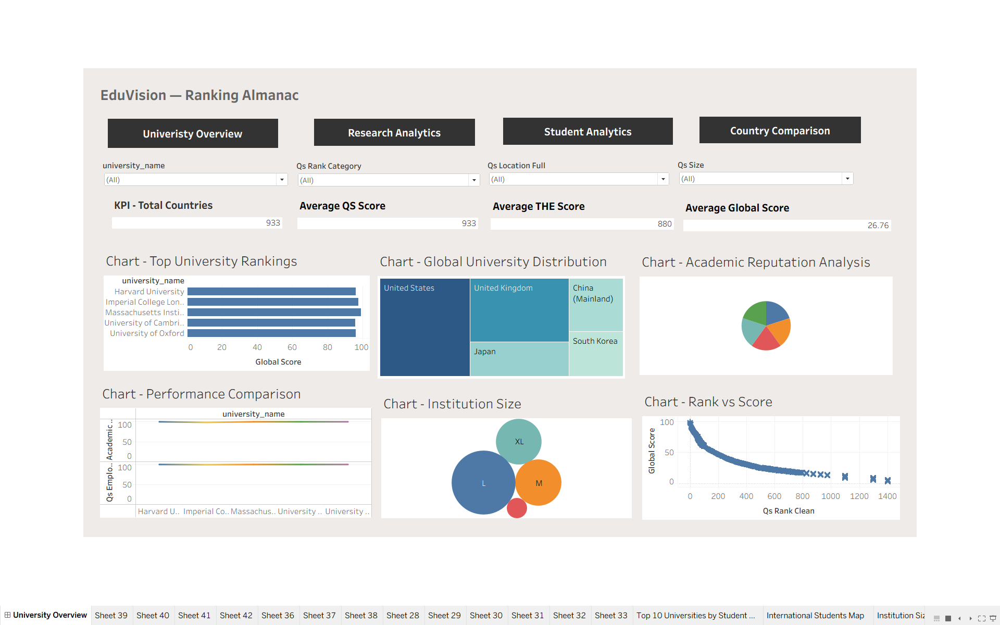 EduVision — Ranking Almanac
Univeristy Overview
Research Analytics
Student Analytics
Country Comparison
university_name
Qs Rank Category
Qs Location Full
Qs Size
(All)
(All)
(All)
(All)
KPI - Total Countries
Average QS Score
Average THE Score
Average Global Score
933
933
880
26.76
Chart - Top University Rankings
university_name
Harvard University
Imperial College Lon..
Massachusetts Insti..
University of Cambri..
University of Oxford
0 20 40 60 80 100
Global Score
Chart - Global University Distribution
United States
United Kingdom
China
(Mainland)
Japan
South Korea
Chart - Academic Reputation Analysis
Chart - Performance Comparison
university_name
Academic..
100
50
0
Qs Emplo..
100
50
0
Harvard U.. Imperial Co.. Massachus.. University .. University ..
Chart - Institution Size
XL
L
M
Chart - Rank vs Score
Global Score
100
50
0
0 200 400 600 800 1000 1200 1400
Qs Rank Clean
University Overview Sheet 39 Sheet 40 Sheet 41 Sheet 42 Sheet 36 Sheet 37 Sheet 38 Sheet 28 Sheet 29 Sheet 30 Sheet 31 Sheet 32 Sheet 33 Top 10 Universities by Student ... International Students Map Institution Siz